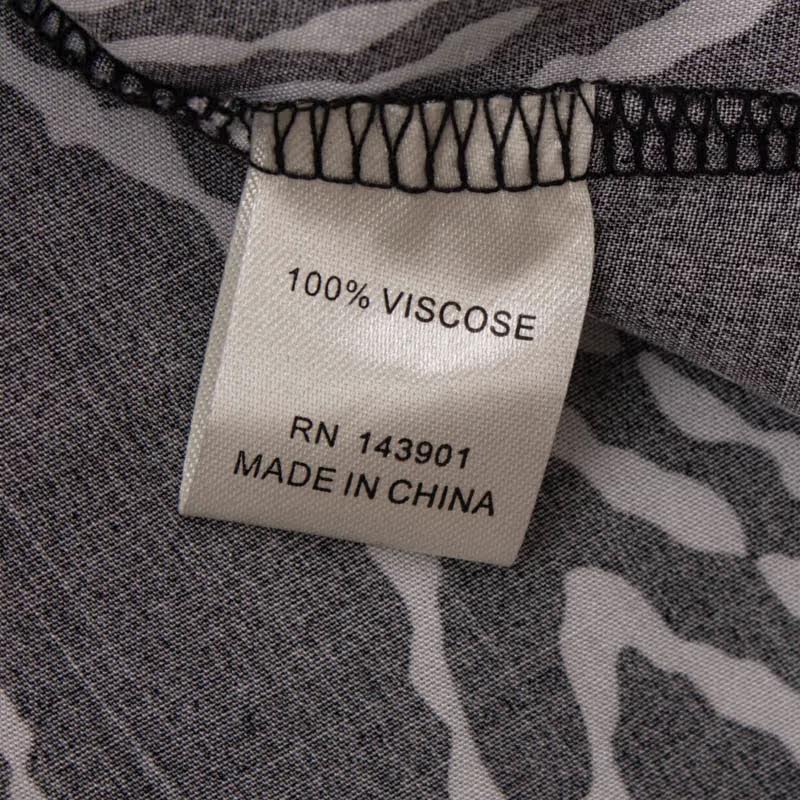 100% VISCOSE
RN 143901
MADE IN CHINA